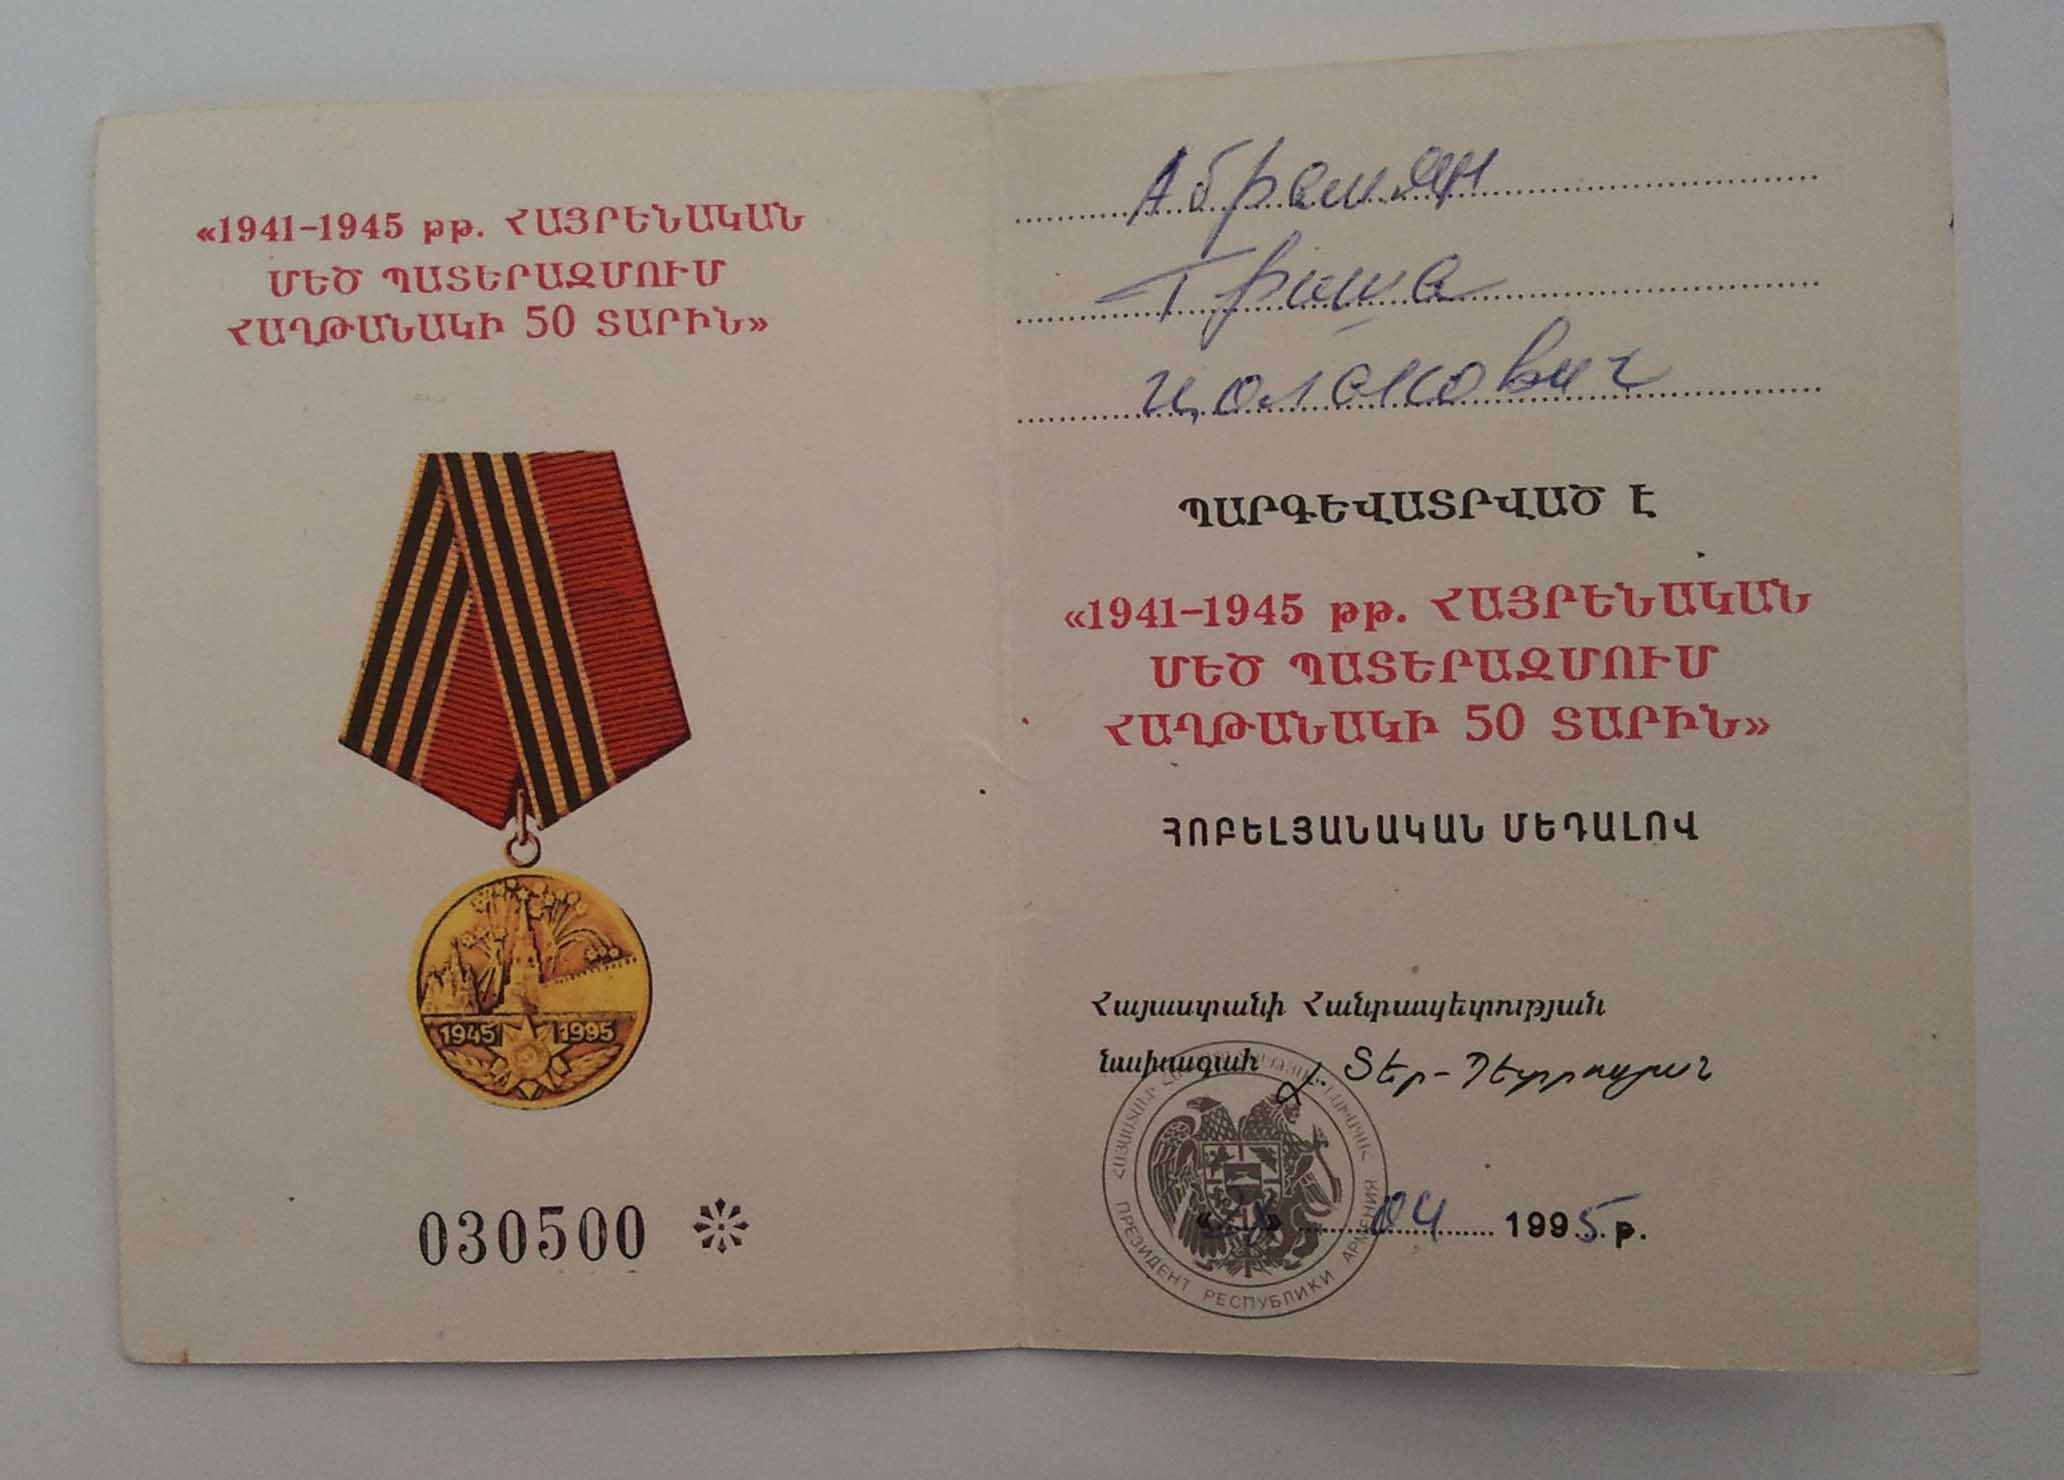 «1941–1945 թթ. ՀԱՅՐԵՆԱԿԱՆ
ՄԵԾ ՊԱՏԵՐԱԶՄՈՒՄ
ՀԱՂԹԱՆԱԿԻ 50 ՏԱՐԻՆ»
1945 1995
030500
Абрамян
Гриша
Цолакович
ՊԱՐԳԵՎԱՏՐՎԱԾ Է
«1941–1945 թթ. ՀԱՅՐԵՆԱԿԱՆ
ՄԵԾ ՊԱՏԵՐԱԶՄՈՒՄ
ՀԱՂԹԱՆԱԿԻ 50 ՏԱՐԻՆ»
ՀՈԲԵԼՅԱՆԱԿԱՆ ՄԵԴԱԼՈՎ
Հայաստանի Հանրապետության
նախագահ Լ. Տեր-Պետրոսյան
04 1995 թ.
ПРЕЗИДЕНТ РЕСПУБЛИКИ АРМЕНИЯ